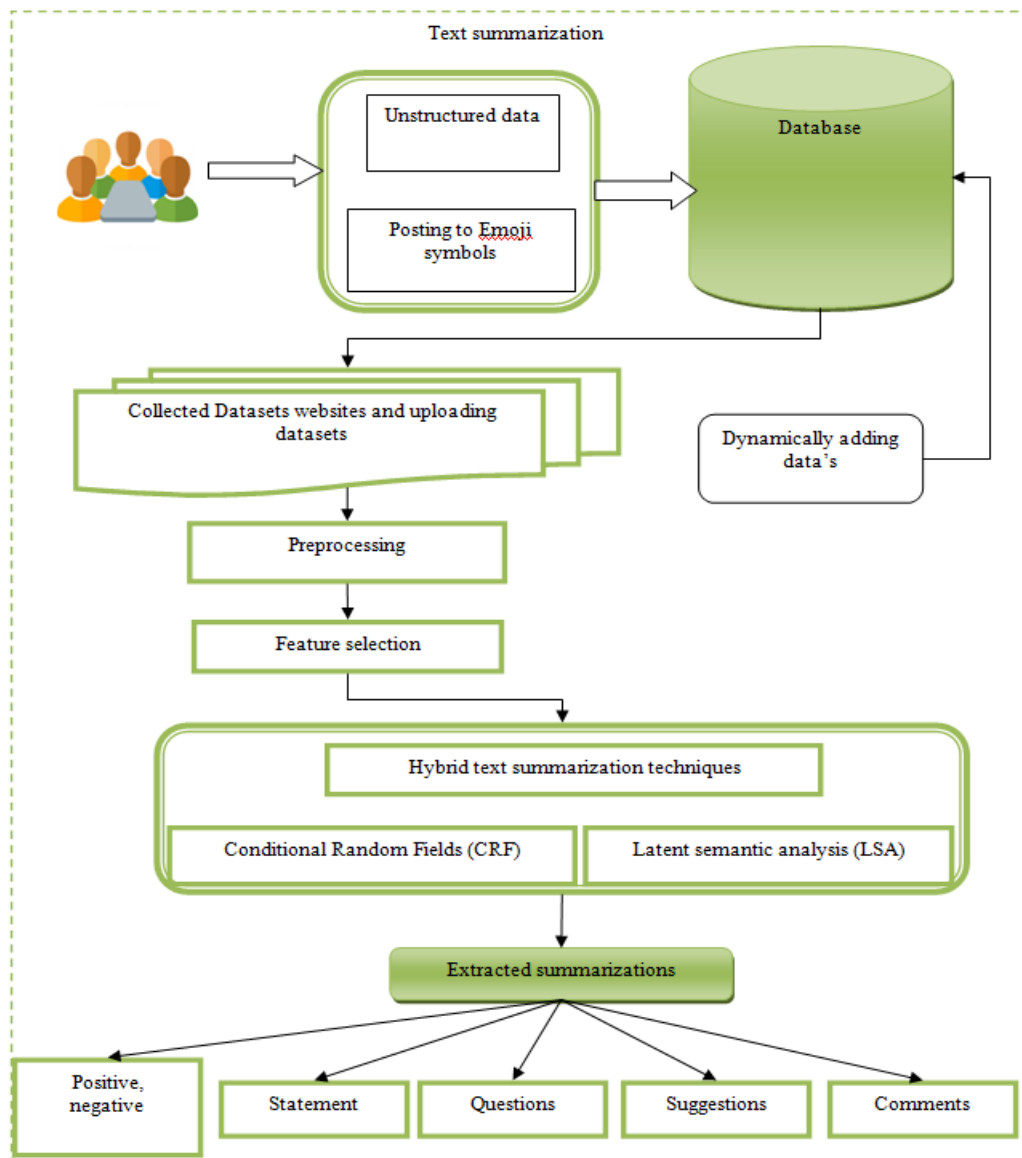 Text summarization
Unstructured data
Posting to Emoji
symbols
Database
Collected Datasets websites and uploading
datasets
Dynamically adding
data's
Preprocessing
Feature selection
Hybrid text summarization techniques
Conditional Random Fields (CRF)
Latent semantic analysis (LSA)
Extracted summarizations
Positive,
negative
Statement
Questions
Suggestions
Comments